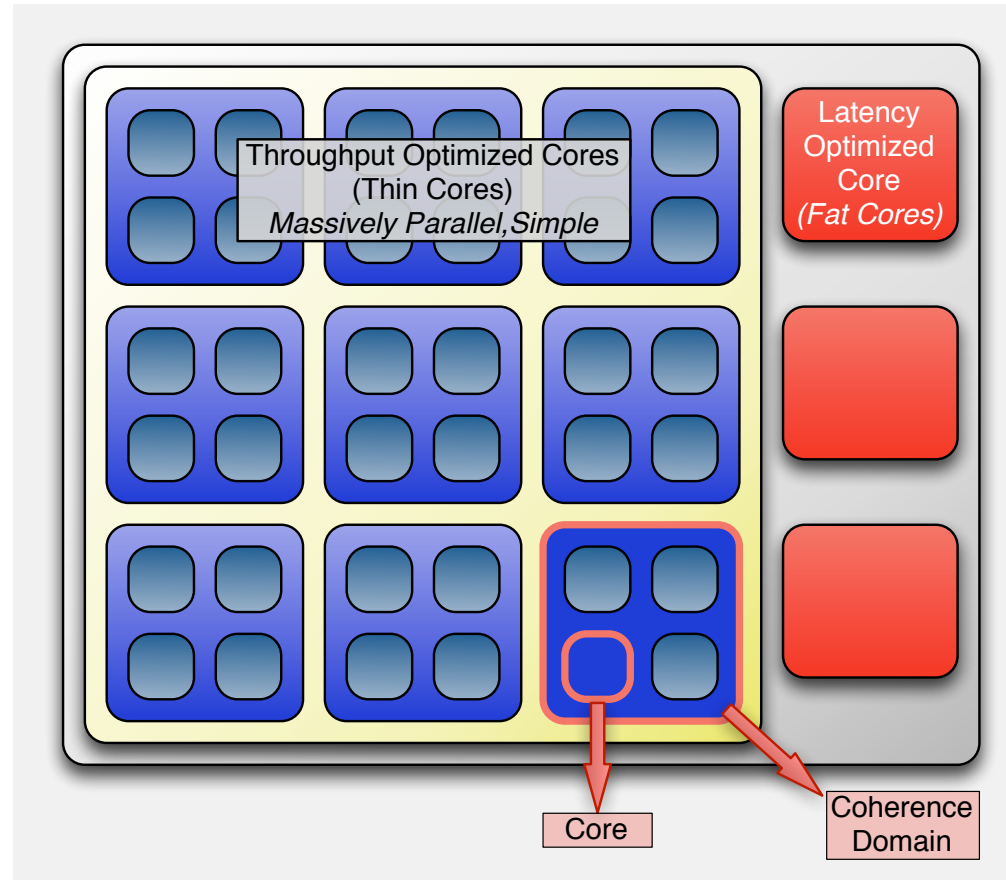 Throughput Optimized Cores
(Thin Cores)
Massively Parallel,Simple
Latency
Optimized
Core
(Fat Cores)
Core
Coherence
Domain